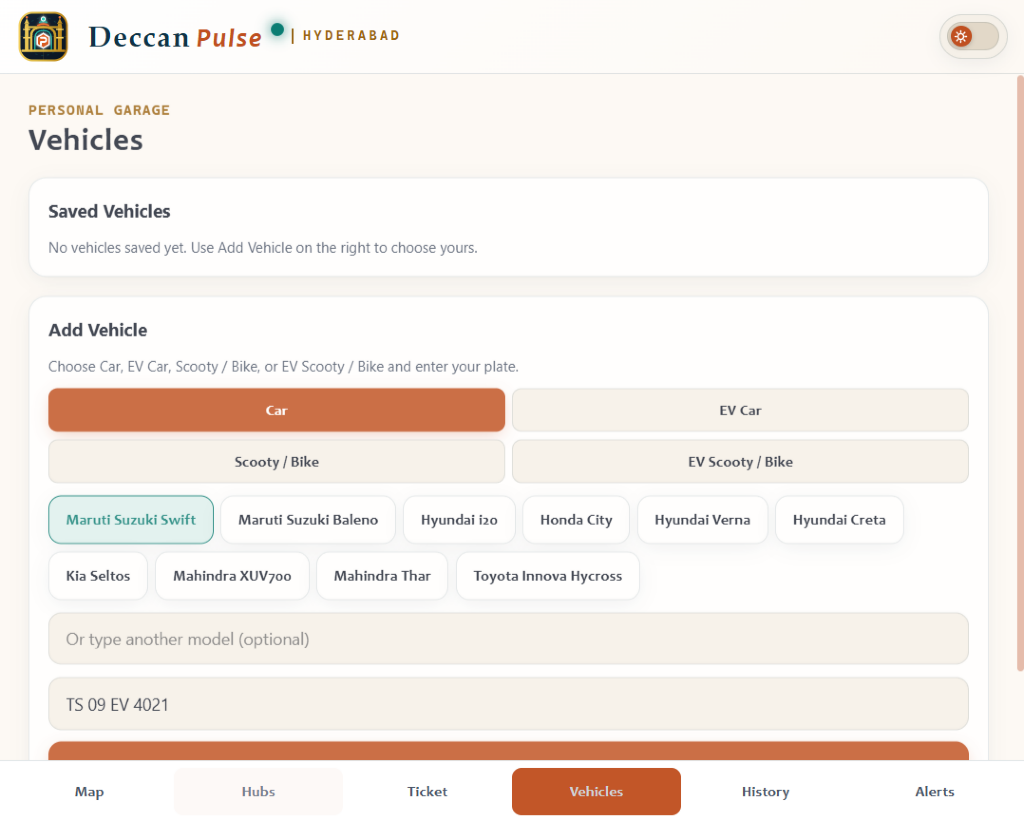 Deccan Pulse | HYDERABAD
PERSONAL GARAGE
Vehicles
Saved Vehicles
No vehicles saved yet. Use Add Vehicle on the right to choose yours.
Add Vehicle
Choose Car, EV Car, Scooty / Bike, or EV Scooty / Bike and enter your plate.
Car EV Car
Scooty / Bike EV Scooty / Bike
Maruti Suzuki Swift Maruti Suzuki Baleno Hyundai i20 Honda City Hyundai Verna Hyundai Creta
Kia Seltos Mahindra XUV700 Mahindra Thar Toyota Innova Hycross
Or type another model (optional)
TS 09 EV 4021
Map Hubs Ticket Vehicles History Alerts